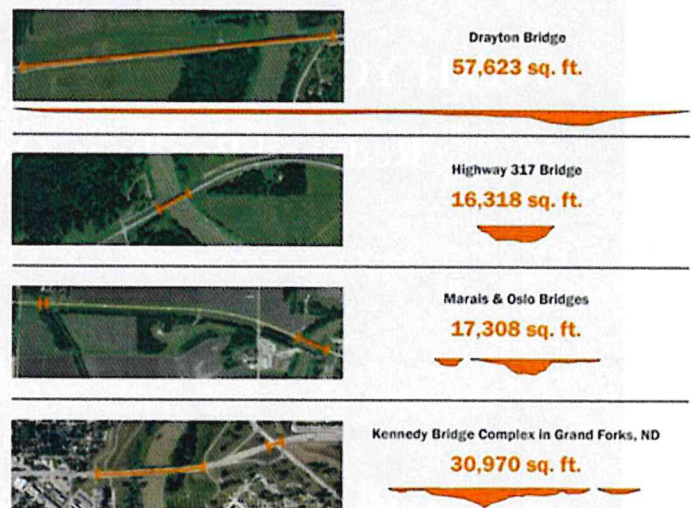 Drayton Bridge
57,623 sq. ft.
Highway 317 Bridge
16,318 sq. ft.
Marais & Oslo Bridges
17,308 sq. ft.
Kennedy Bridge Complex in Grand Forks, ND
30,970 sq. ft.